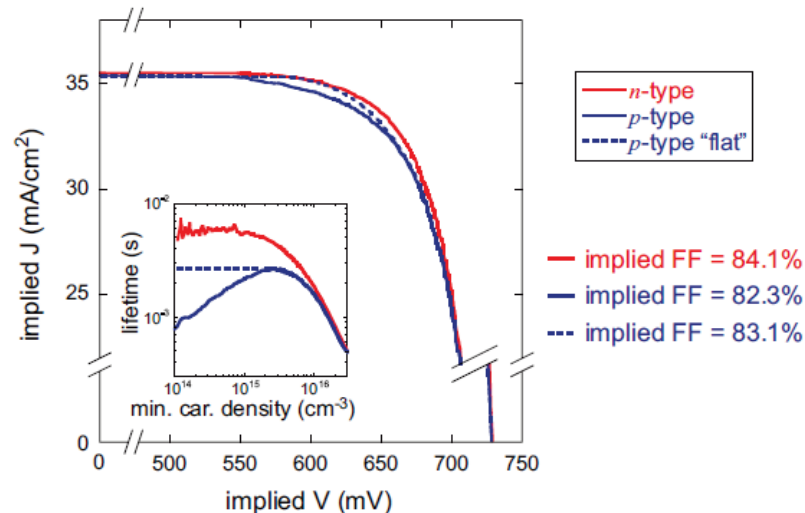 35
30
25
0
implied J (mA/cm²)
0
500
550
600
650
700
750
implied V (mV)
10⁻²
10⁻³
lifetime (s)
10¹⁴
10¹⁵
10¹⁶
min. car. density (cm⁻³)
n-type
p-type
p-type “flat”
implied FF = 84.1%
implied FF = 82.3%
implied FF = 83.1%